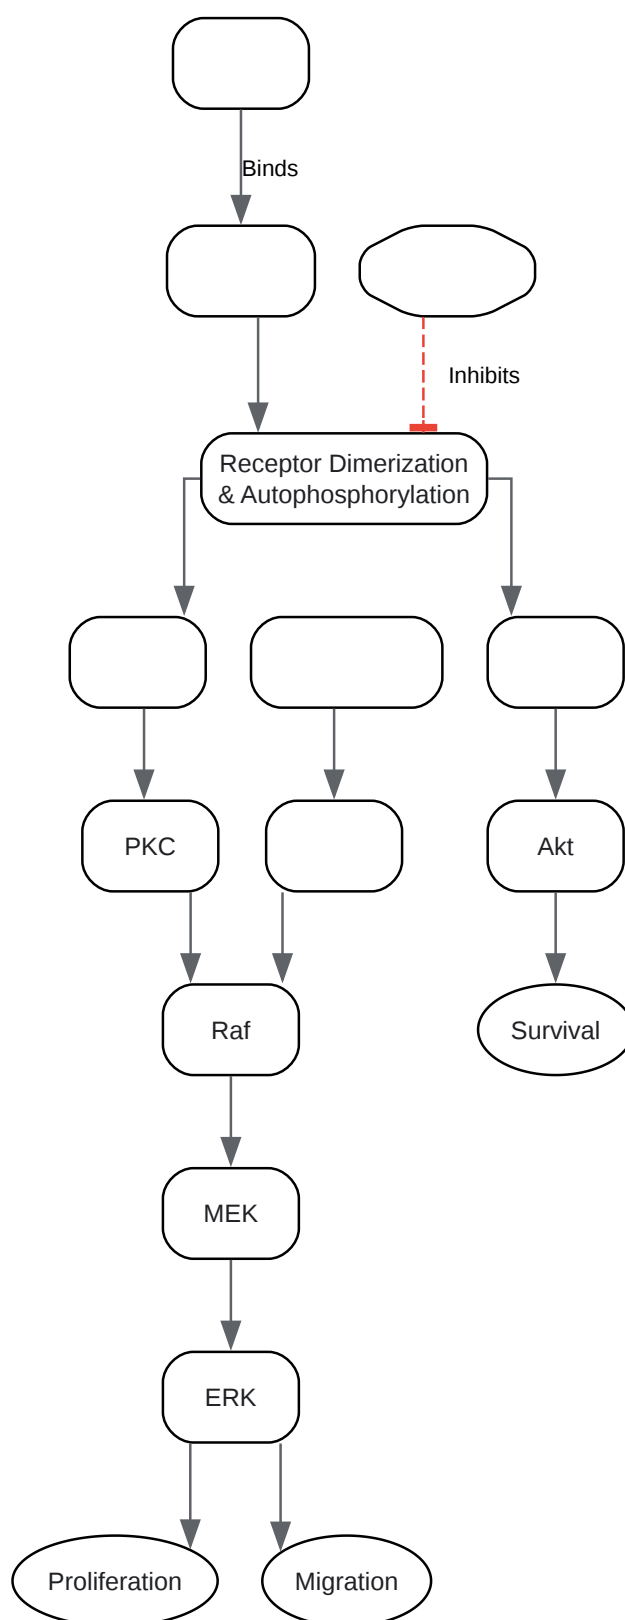 Binds
Inhibits
Receptor Dimerization
& Autophosphorylation
PKC
Akt
Raf
Survival
MEK
ERK
Proliferation
Migration